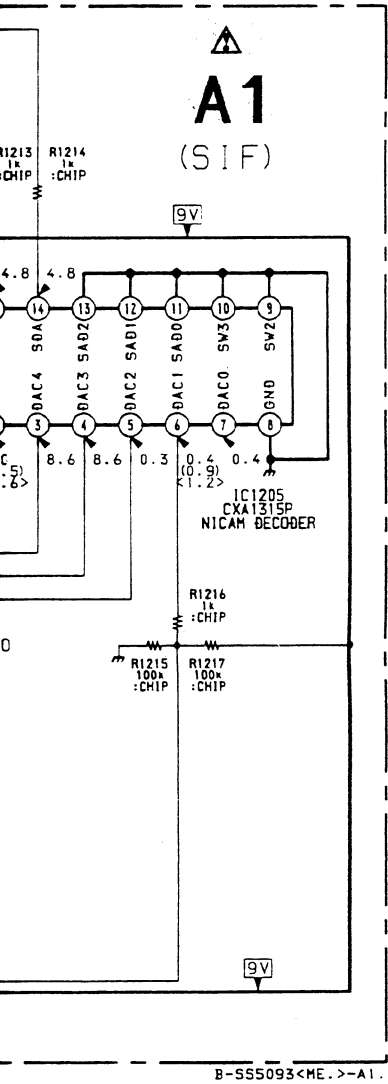 A1
(SIF)
R1213 R1214
1k 1k
:CHIP :CHIP
9V
4.8 4.8
14 13 12 11 10 9
SDA SAD2 SAD1 SAD0 SW3 SW2
DAC4 DAC3 DAC2 DAC1 DAC0 GND
3 4 5 6 7 8
8.6 8.6 0.3 0.4 0.4
.5) (0.9)
.6> <1.2>
IC1205
CXA1315P
NICAM DECODER
R1216
1k
:CHIP
R1215 R1217
100k 100k
:CHIP :CHIP
9V
B-SS5093<ME.>-A1.